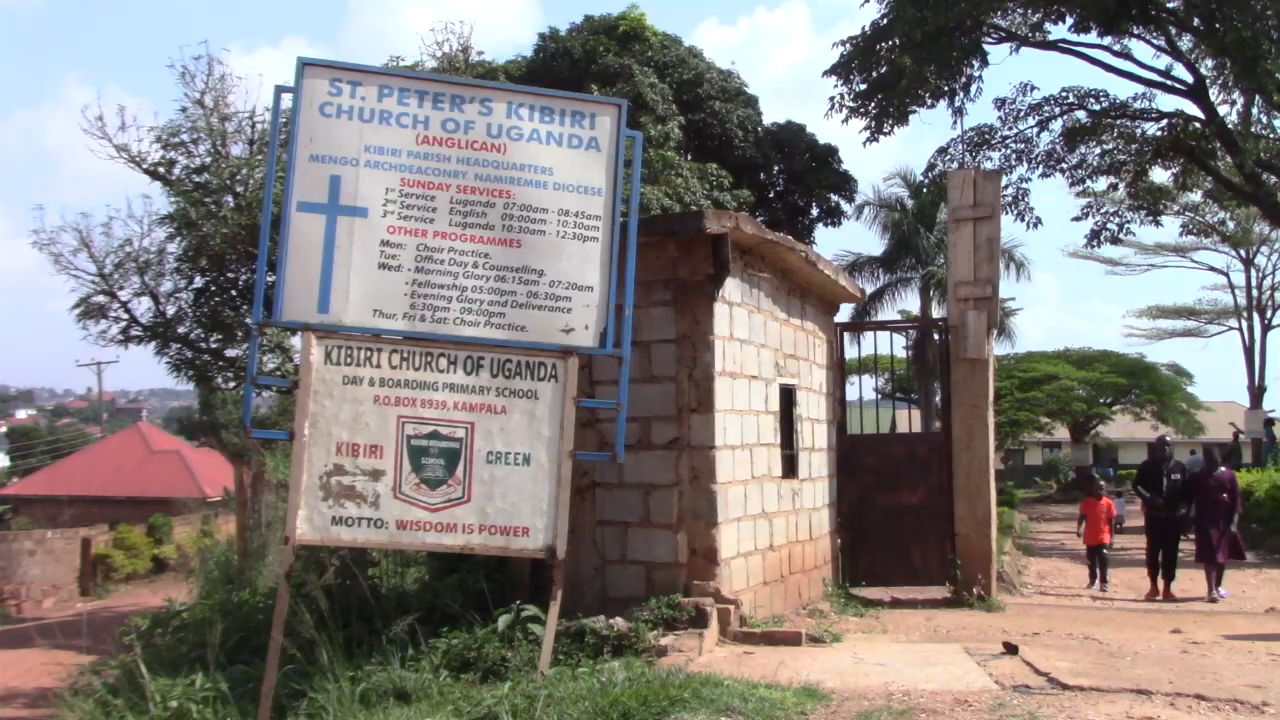 ST. PETER'S KIBIRI
CHURCH OF UGANDA
(ANGLICAN)
KIBIRI PARISH HEADQUARTERS
MENGO ARCHDEACONRY. NAMIREMBE DIOCESE
SUNDAY SERVICES:
1st Service Luganda 07:00am - 08:45am
2nd Service English 09:00am - 10:30am
3rd Service Luganda 10:30am - 12:30pm
OTHER PROGRAMMES
Mon: Choir Practice.
Tue: Office Day & Counselling.
Wed: • Morning Glory 06:15am - 07:20am
• Fellowship 05:00pm - 06:30pm
• Evening Glory and Deliverance
6:30pm - 09:00pm
Thur, Fri & Sat: Choir Practice.
KIBIRI CHURCH OF UGANDA
DAY & BOARDING PRIMARY SCHOOL
P.O.BOX 8939, KAMPALA
KIBIRI GREEN
KIBIRI BOARDING
SCHOOL
MOTTO: WISDOM IS POWER